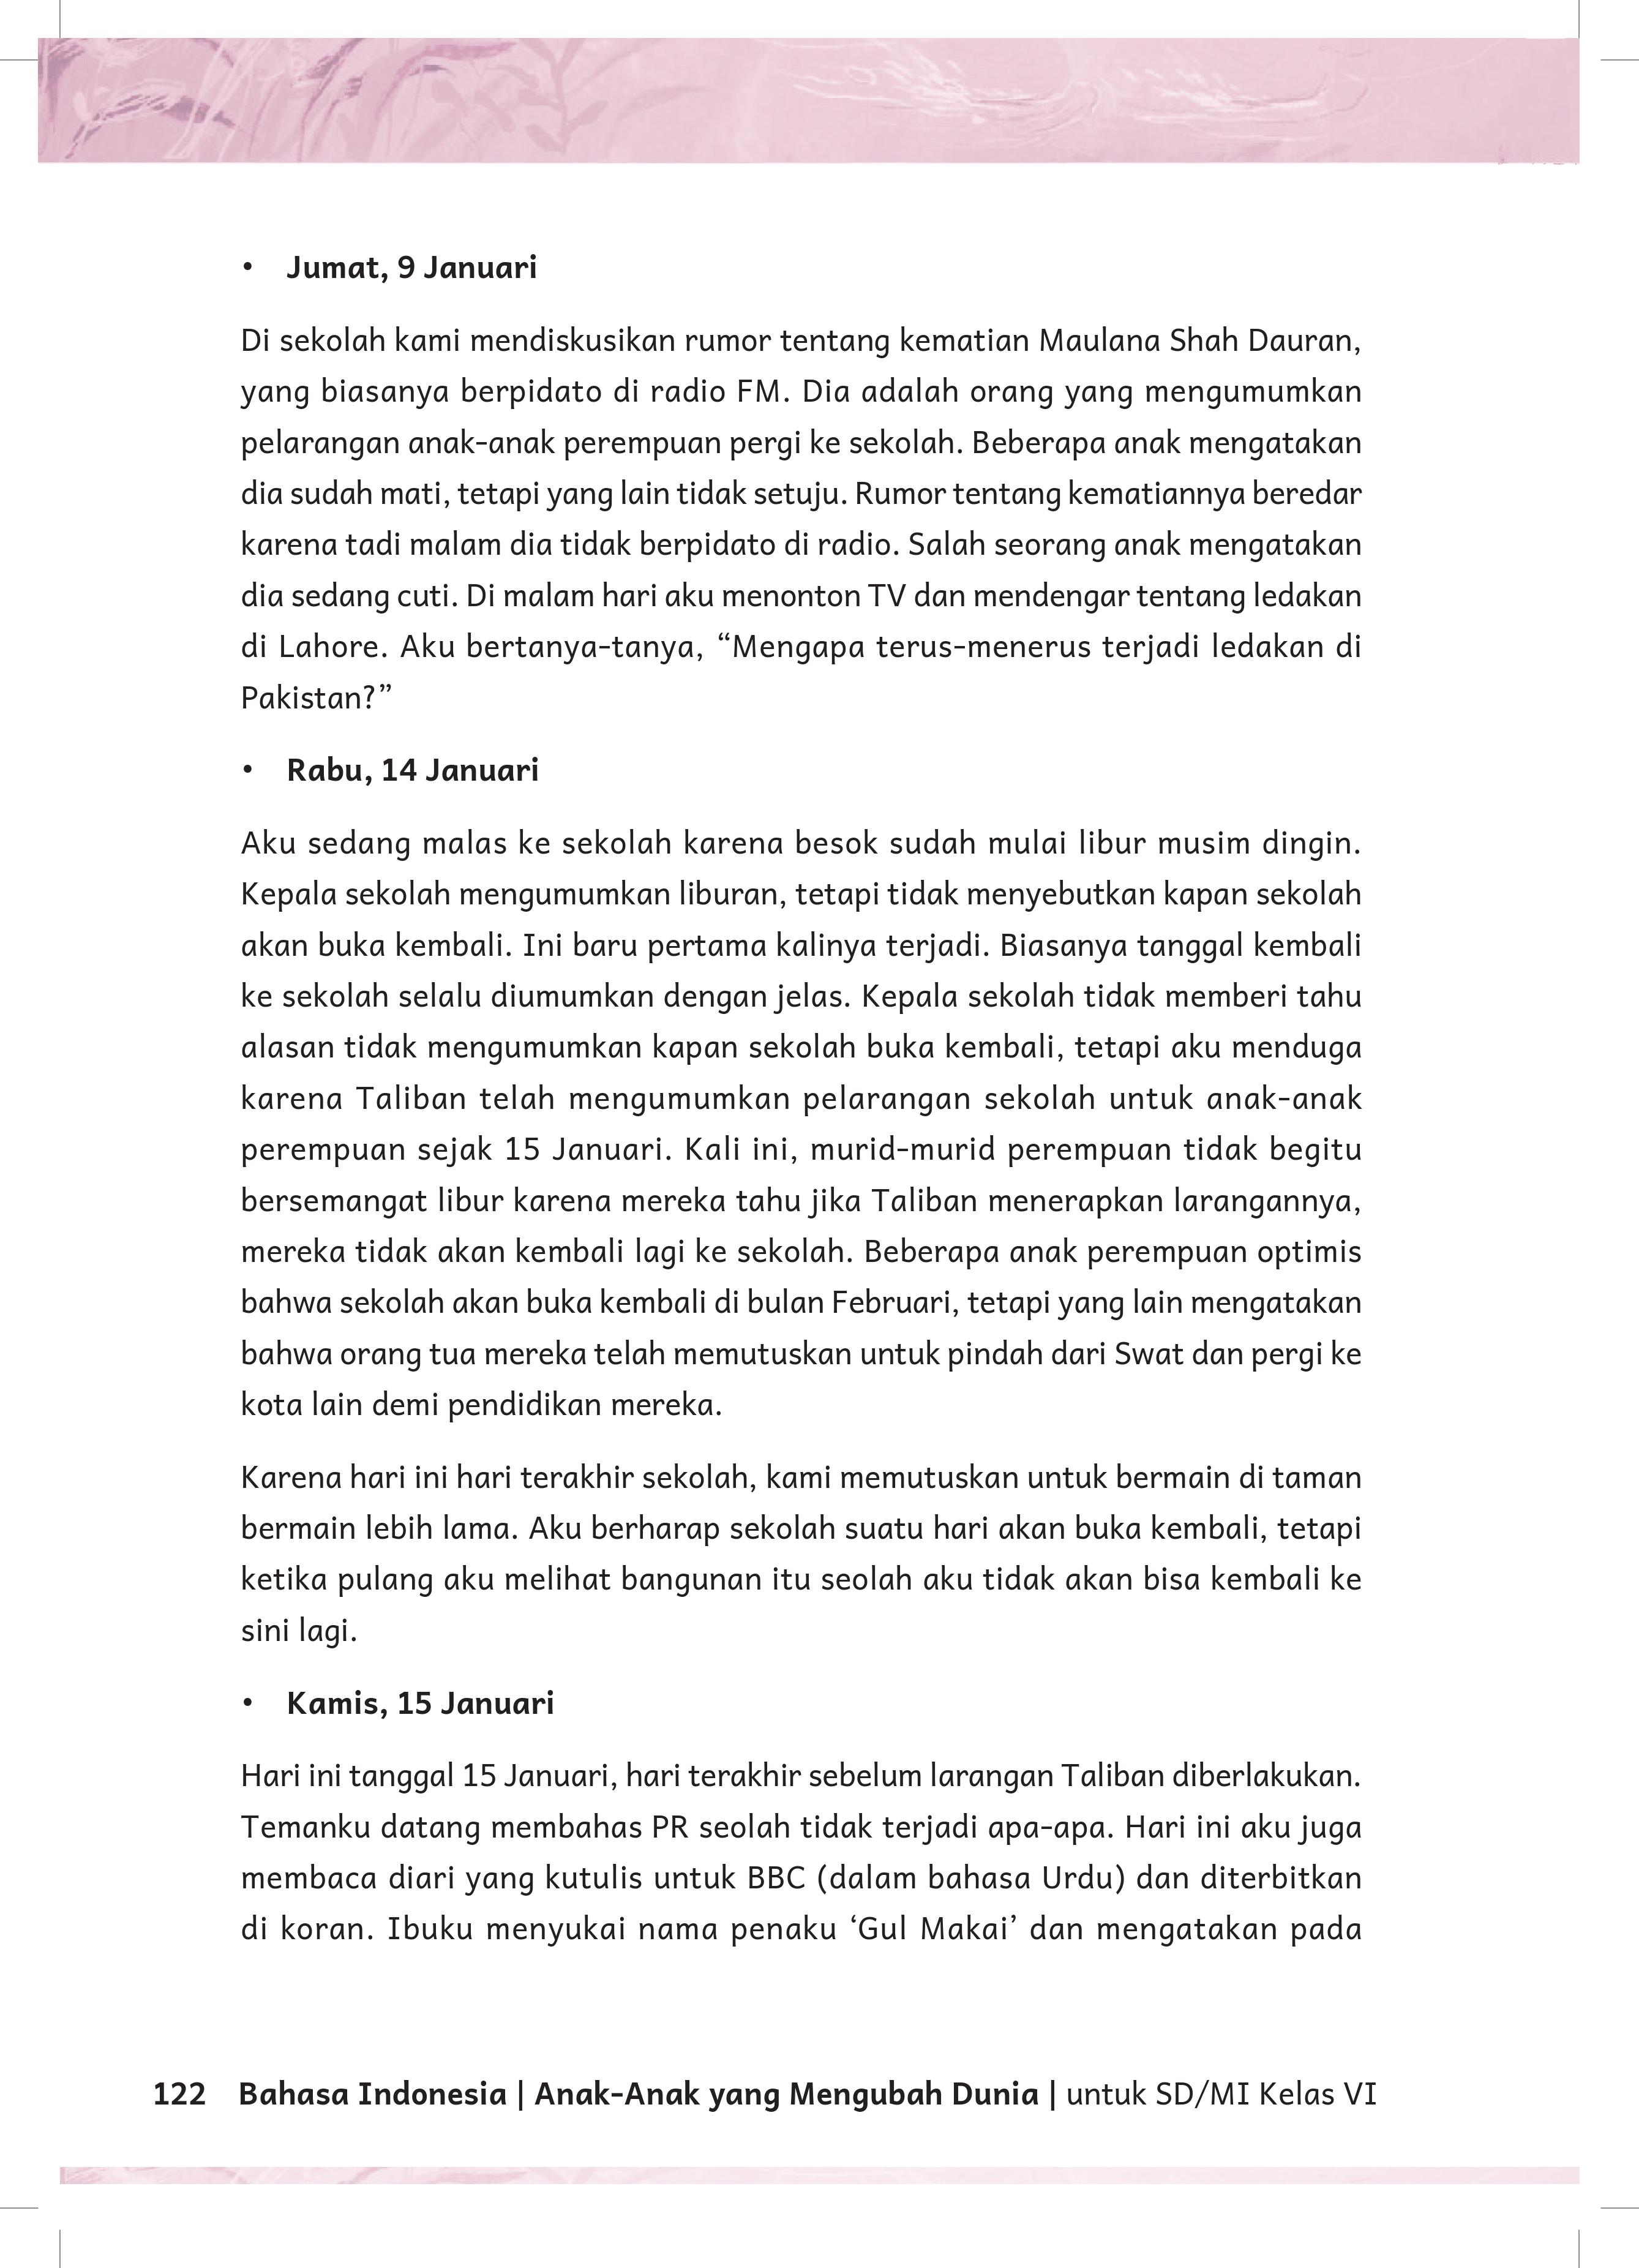 • Jumat, 9 Januari
Di sekolah kami mendiskusikan rumor tentang kematian Maulana Shah Dauran,
yang biasanya berpidato di radio FM. Dia adalah orang yang mengumumkan
pelarangan anak-anak perempuan pergi ke sekolah. Beberapa anak mengatakan
dia sudah mati, tetapi yang lain tidak setuju. Rumor tentang kematiannya beredar
karena tadi malam dia tidak berpidato di radio. Salah seorang anak mengatakan
dia sedang cuti. Di malam hari aku menonton TV dan mendengar tentang ledakan
di Lahore. Aku bertanya-tanya, “Mengapa terus-menerus terjadi ledakan di
Pakistan?”
• Rabu, 14 Januari
Aku sedang malas ke sekolah karena besok sudah mulai libur musim dingin.
Kepala sekolah mengumumkan liburan, tetapi tidak menyebutkan kapan sekolah
akan buka kembali. Ini baru pertama kalinya terjadi. Biasanya tanggal kembali
ke sekolah selalu diumumkan dengan jelas. Kepala sekolah tidak memberi tahu
alasan tidak mengumumkan kapan sekolah buka kembali, tetapi aku menduga
karena Taliban telah mengumumkan pelarangan sekolah untuk anak-anak
perempuan sejak 15 Januari. Kali ini, murid-murid perempuan tidak begitu
bersemangat libur karena mereka tahu jika Taliban menerapkan larangannya,
mereka tidak akan kembali lagi ke sekolah. Beberapa anak perempuan optimis
bahwa sekolah akan buka kembali di bulan Februari, tetapi yang lain mengatakan
bahwa orang tua mereka telah memutuskan untuk pindah dari Swat dan pergi ke
kota lain demi pendidikan mereka.
Karena hari ini hari terakhir sekolah, kami memutuskan untuk bermain di taman
bermain lebih lama. Aku berharap sekolah suatu hari akan buka kembali, tetapi
ketika pulang aku melihat bangunan itu seolah aku tidak akan bisa kembali ke
sini lagi.
• Kamis, 15 Januari
Hari ini tanggal 15 Januari, hari terakhir sebelum larangan Taliban diberlakukan.
Temanku datang membahas PR seolah tidak terjadi apa-apa. Hari ini aku juga
membaca diari yang kutulis untuk BBC (dalam bahasa Urdu) dan diterbitkan
di koran. Ibuku menyukai nama penaku ‘Gul Makai’ dan mengatakan pada
122 Bahasa Indonesia | Anak-Anak yang Mengubah Dunia | untuk SD/MI Kelas VI